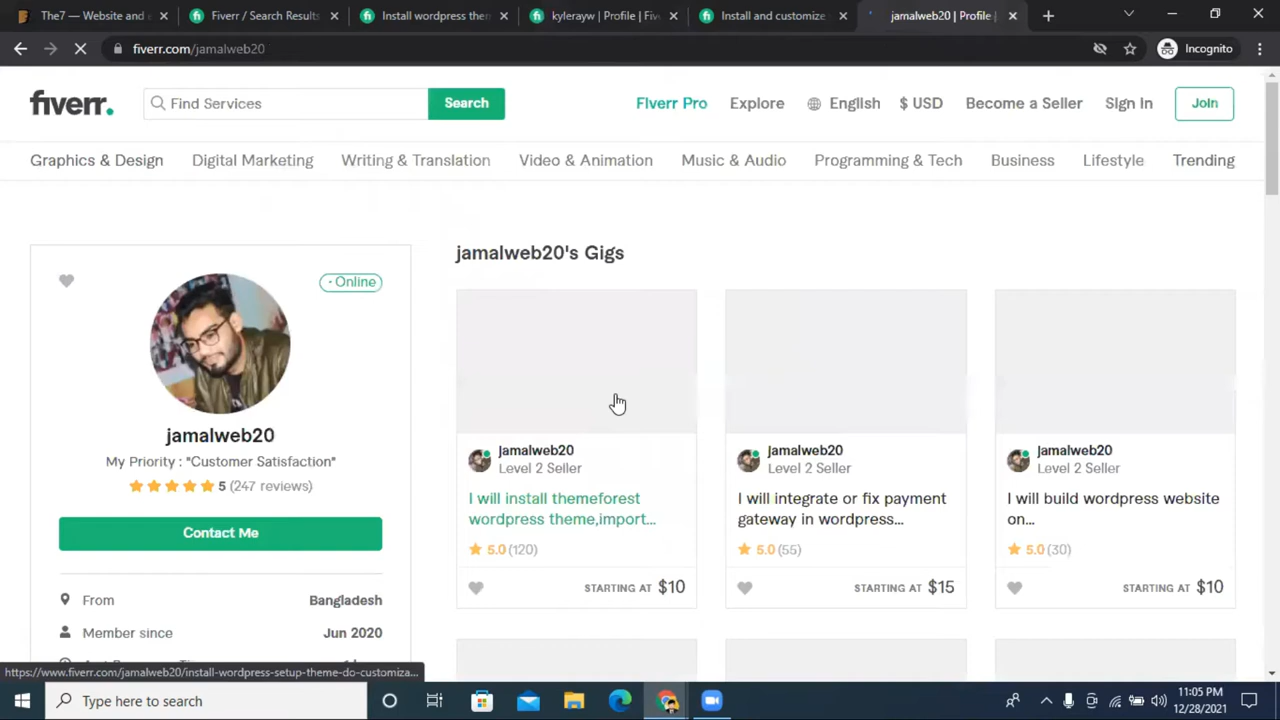 The7 — Website and e
Fiverr / Search Results
Install wordpress the
kylerayw | Profile | Fiv
Install and customize
jamalweb20 | Profile |
fiverr.com/jamalweb20
Incognito
fiverr.
Find Services
Search
Fiverr Pro
Explore
English
$ USD
Become a Seller
Sign In
Join
Graphics & Design
Digital Marketing
Writing & Translation
Video & Animation
Music & Audio
Programming & Tech
Business
Lifestyle
Trending
Online
jamalweb20
My Priority : "Customer Satisfaction"
5 (247 reviews)
Contact Me
From Bangladesh
Member since Jun 2020
jamalweb20's Gigs
jamalweb20
Level 2 Seller
I will install themeforest
wordpress theme,import...
5.0 (120)
STARTING AT $10
jamalweb20
Level 2 Seller
I will integrate or fix payment
gateway in wordpress...
5.0 (55)
STARTING AT $15
jamalweb20
Level 2 Seller
I will build wordpress website
on...
5.0 (30)
STARTING AT $10
https://www.fiverr.com/jamalweb20/install-wordpress-setup-theme-do-customiza...
Type here to search
11:05 PM
12/28/2021